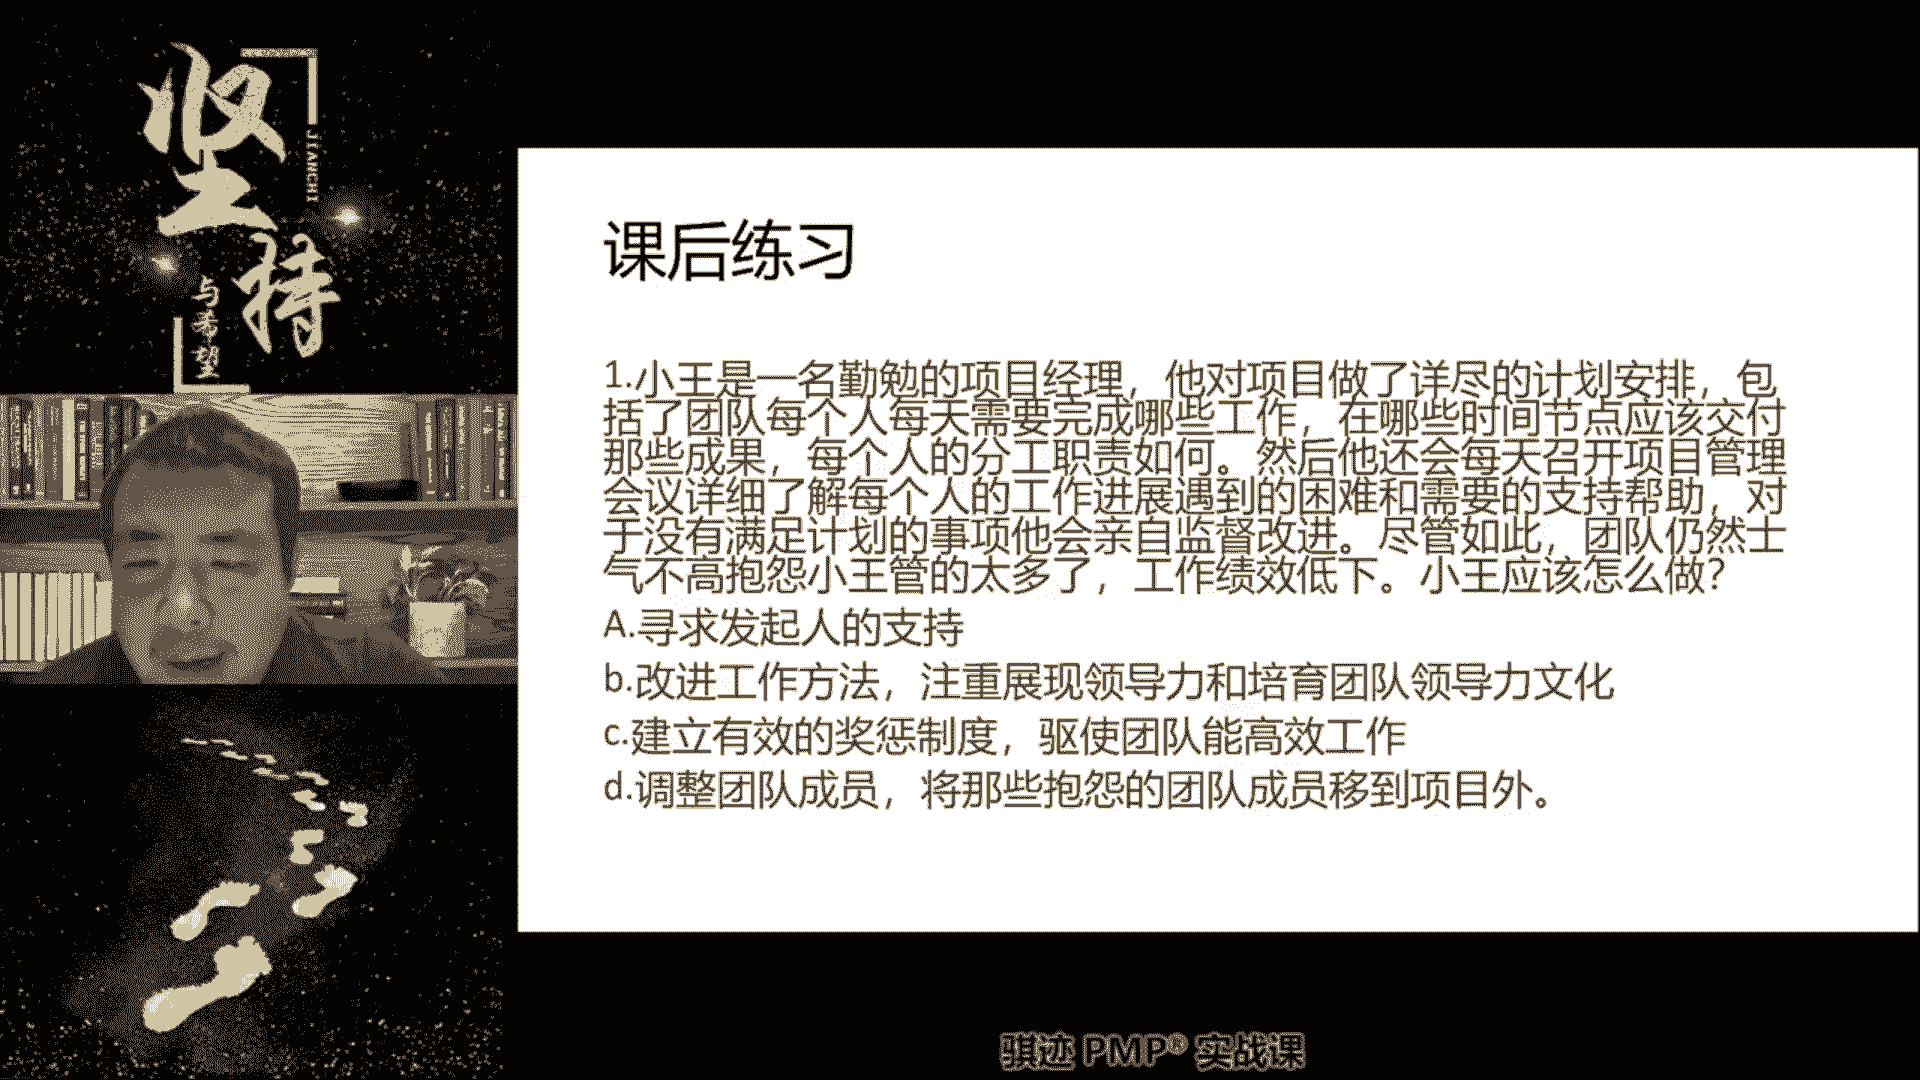 坚持
JIANCHI
与希望
课后练习
1.小王是一名勤勉的项目经理，他对项目做了详尽的计划安排，包
括了团队每个人每天需要完成哪些工作，在哪些时间节点应该交付
那些成果，每个人的分工职责如何。然后他还会每天召开项目管理
会议详细了解每个人的工作进展遇到的困难和需要的支持帮助，对
于没有满足计划的事项他会亲自监督改进。尽管如此，团队仍然士
气不高抱怨小王管的太多了，工作绩效低下。小王应该怎么做？
A.寻求发起人的支持
b.改进工作方法，注重展现领导力和培育团队领导力文化
c.建立有效的奖惩制度，驱使团队能高效工作
d.调整团队成员，将那些抱怨的团队成员移到项目外。
骐迹 PMP® 实战课